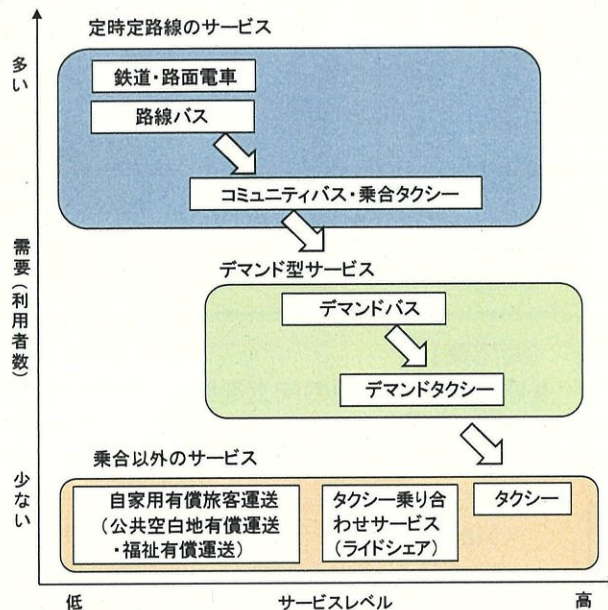 定時定路線のサービス
多い
鉄道・路面電車
路線バス
コミュニティバス・乗合タクシー
需要(利用者数)
デマンド型サービス
デマンドバス
デマンドタクシー
乗合以外のサービス
少ない
自家用有償旅客運送
(公共空白地有償運送
・福祉有償運送)
タクシー乗り合
わせサービス
(ライドシェア)
タクシー
低
サービスレベル
高